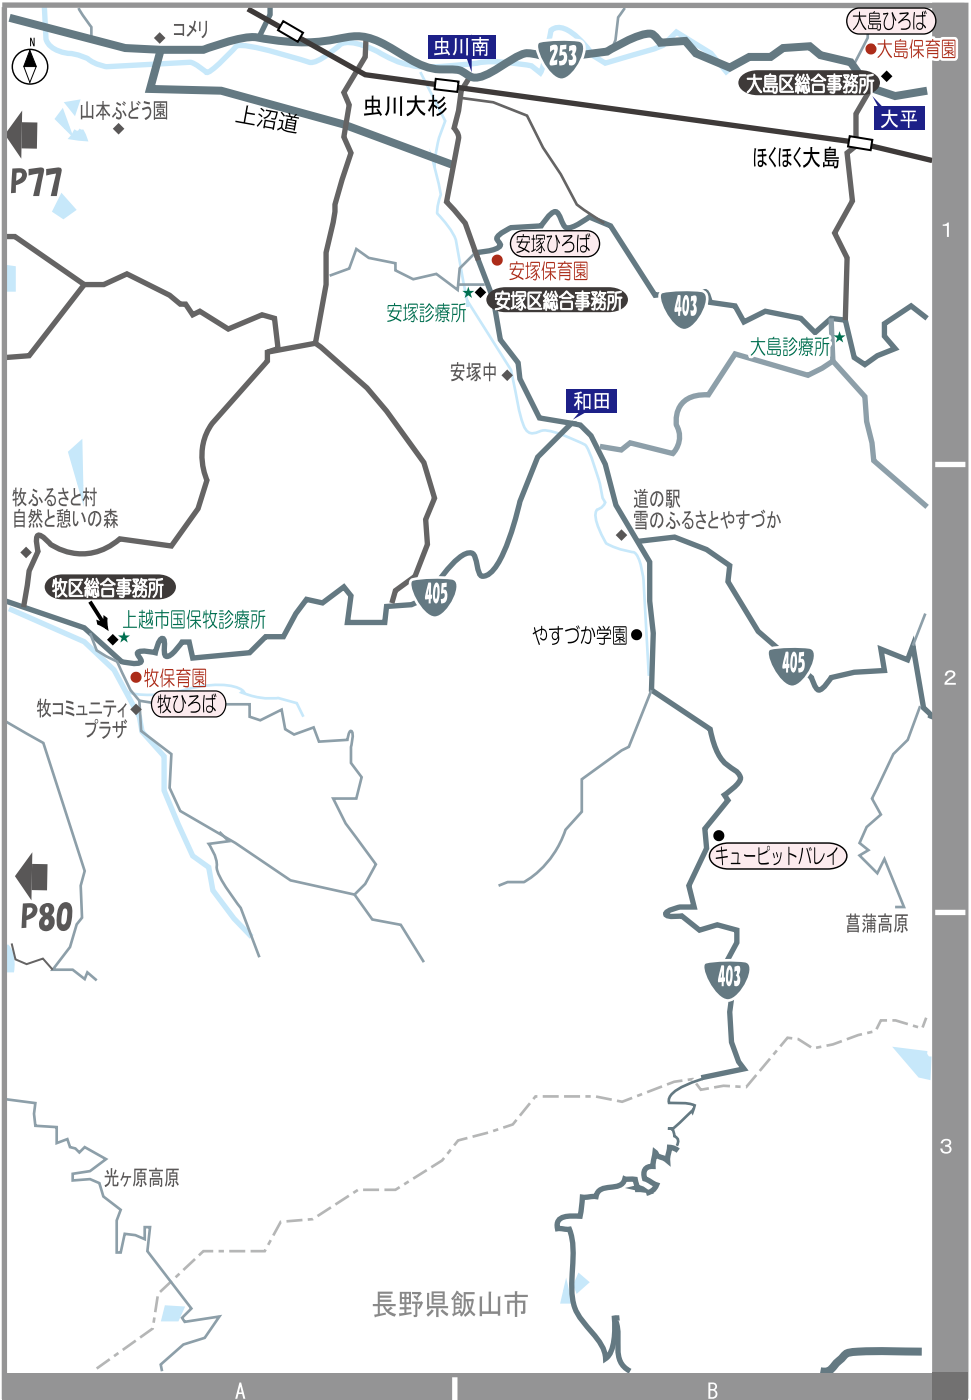 大島ひろば
コメリ
虫川南
253
大島保育園
N
大島区総合事務所
山本ぶどう園
上沼道
虫川大杉
大平
ほくほく大島
P77
1
安塚ひろば
安塚保育園
安塚区総合事務所
安塚診療所
403
大島診療所
安塚中
和田
牧ふるさと村
自然と憩いの森
道の駅
雪のふるさとやすづか
牧区総合事務所
405
上越市国保牧診療所
やすづか学園
405
2
牧保育園
牧ひろば
牧コミュニティ
プラザ
キューピットバレイ
P80
菖蒲高原
403
3
光ヶ原高原
長野県飯山市
A
B